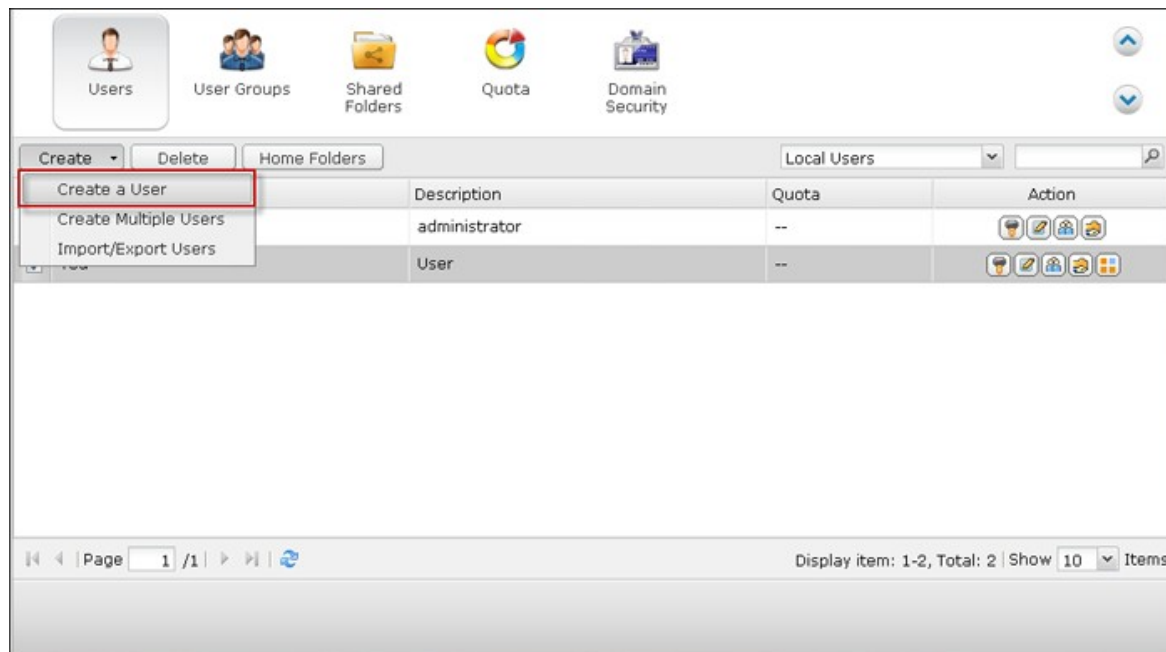 Users
User Groups
Shared
Folders
Quota
Domain
Security
Create
Delete
Home Folders
Local Users
Create a User
Create Multiple Users
Import/Export Users
Description
Quota
Action
administrator
--
User
--
Page 1 /1
Display item: 1-2, Total: 2 Show 10 Items